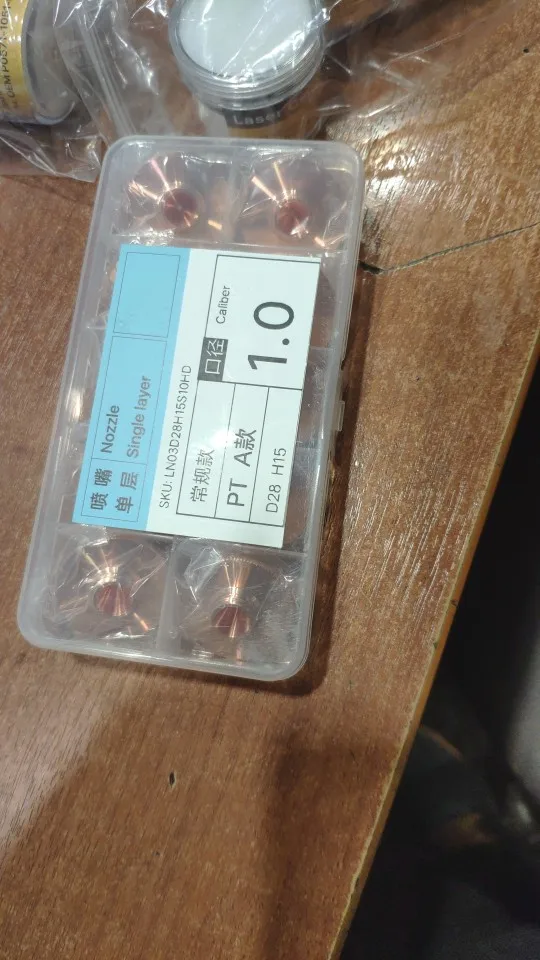 喷嘴 Nozzle
单层 Single layer
SKU: LN03D28H15S10HD
常规款
口径 Caliber
PT A款
1.0
D28 H15
Laser